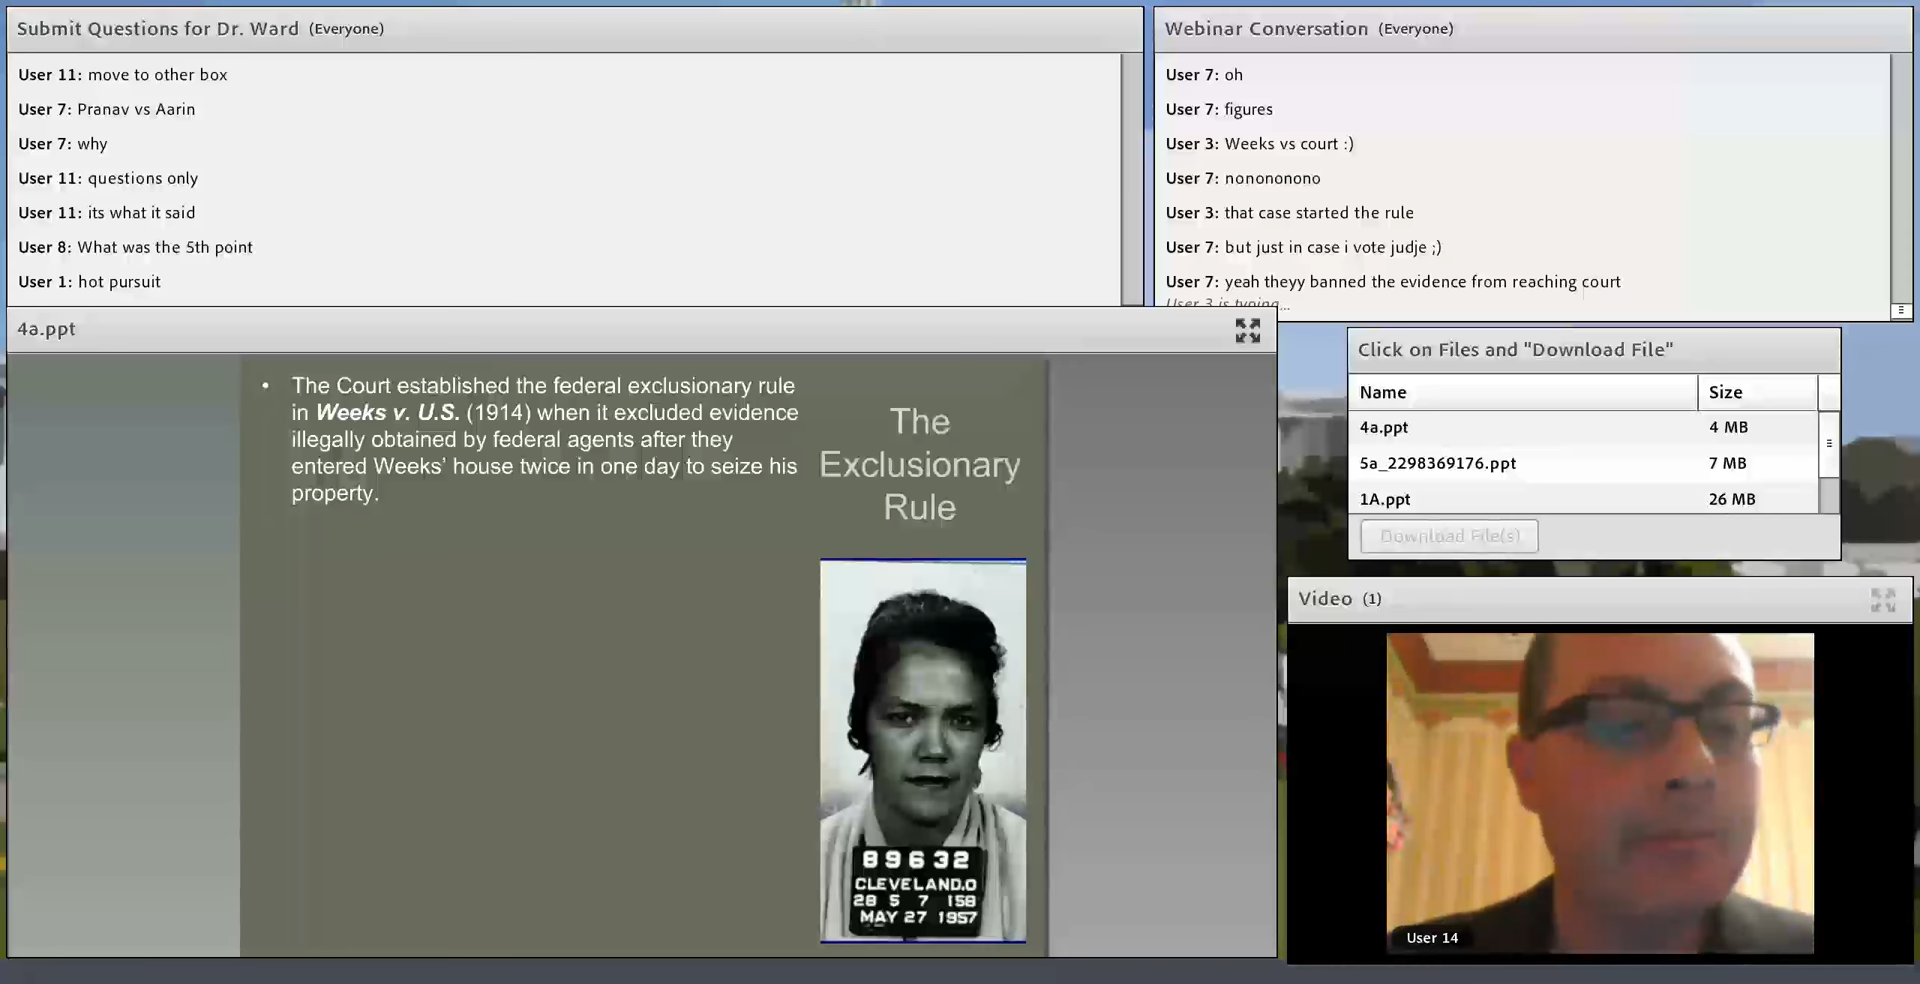 Submit Questions for Dr. Ward (Everyone)
User 11: move to other box
User 7: Pranav vs Aarin
User 7: why
User 11: questions only
User 11: its what it said
User 8: What was the 5th point
User 1: hot pursuit
Webinar Conversation (Everyone)
User 7: oh
User 7: figures
User 3: Weeks vs court :)
User 7: nonononono
User 3: that case started the rule
User 7: but just in case i vote judje ;)
User 7: yeah theyy banned the evidence from reaching court
User 3 is typing...
4a.ppt
• The Court established the federal exclusionary rule
in Weeks v. U.S. (1914) when it excluded evidence
illegally obtained by federal agents after they
entered Weeks' house twice in one day to seize his
property.
The
Exclusionary
Rule
89632
CLEVELAND.O
28 5 7 158
MAY 27 1957
Click on Files and "Download File"
Name Size
4a.ppt 4 MB
5a_2298369176.ppt 7 MB
1A.ppt 26 MB
Download File(s)
Video (1)
User 14